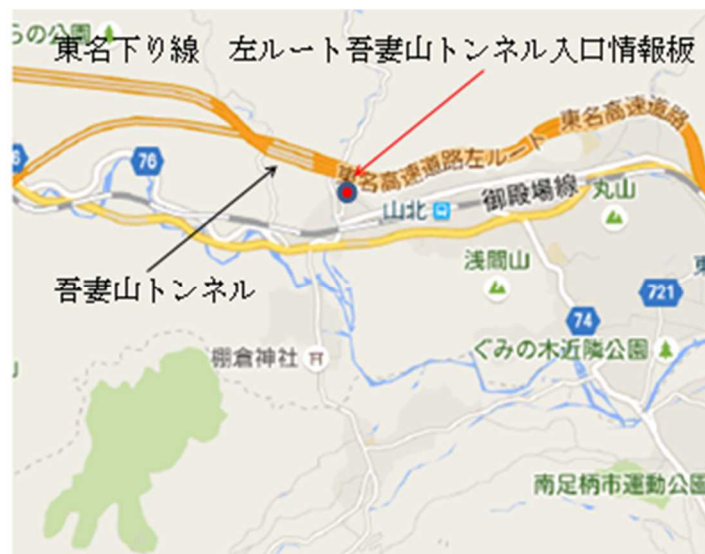 らの公園
東名下り線　左ルート吾妻山トンネル入口情報板
東名高速道路
東名高速道路左ルート
76
山北
御殿場線
丸山
浅間山
吾妻山トンネル
721
74
棚倉神社
ぐみの木近隣公園
南足柄市運動公園